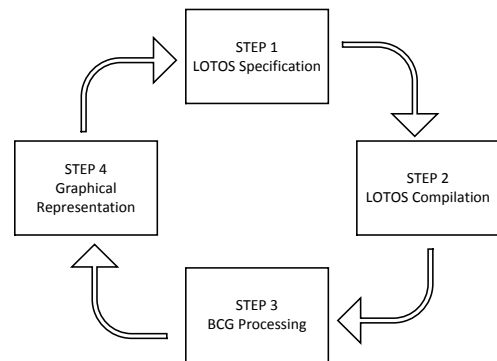 STEP 1
LOTOS Specification
STEP 2
LOTOS Compilation
STEP 3
BCG Processing
STEP 4
Graphical
Representation